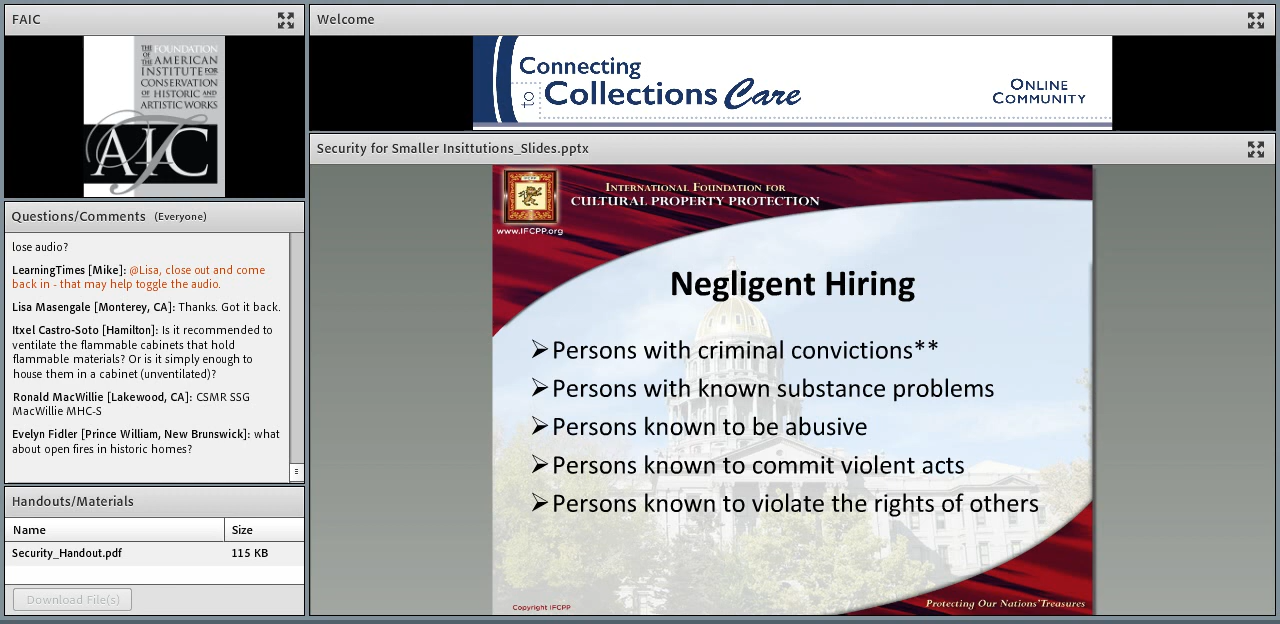 FAIC
THE FOUNDATION
OF THE AMERICAN
INSTITUTE FOR
CONSERVATION
OF HISTORIC AND
ARTISTIC WORKS
AIC
Questions/Comments (Everyone)
lose audio?
LearningTimes [Mike]: @Lisa, close out and come
back in - that may help toggle the audio.
Lisa Masengale [Monterey, CA]: Thanks. Got it back.
Itxel Castro-Soto [Hamilton]: Is it recommended to
ventilate the flammable cabinets that hold
flammable materials? Or is it simply enough to
house them in a cabinet (unventilated)?
Ronald MacWillie [Lakewood, CA]: CSMR SSG
MacWillie MHC-S
Evelyn Fidler [Prince William, New Brunswick]: what
about open fires in historic homes?
Handouts/Materials
Name Size
Security_Handout.pdf 115 KB
Download File(s)
Welcome
Connecting
to Collections Care
ONLINE
COMMUNITY
Security for Smaller Insittutions_Slides.pptx
IFCPP
INTERNATIONAL FOUNDATION FOR
CULTURAL PROPERTY PROTECTION
www.IFCPP.org
Negligent Hiring
➢Persons with criminal convictions**
➢Persons with known substance problems
➢Persons known to be abusive
➢Persons known to commit violent acts
➢Persons known to violate the rights of others
Copyright IFCPP
Protecting Our Nations' Treasures